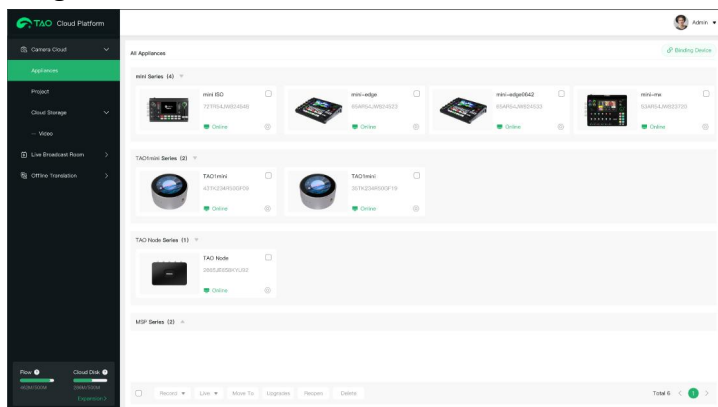 TAO Cloud Platform
Admin
Camera Cloud
Appliances
Project
Cloud Storage
-- Video
Live Broadcast Room
Offline Translation
Flow
Cloud Disk
Expansion
All Appliances
Binding Device
mini Series (4)
mini ISO
Online
mini-edge
Online
mini-edge0642
Online
mini-mx
Online
TAO1mini Series (2)
TAO1mini
Online
TAO1mini
Online
TAO Node Series (1)
TAO Node
Online
MSP Series (2)
Record
Live
Move To
Upgrades
Reopen
Delete
Total 6
1